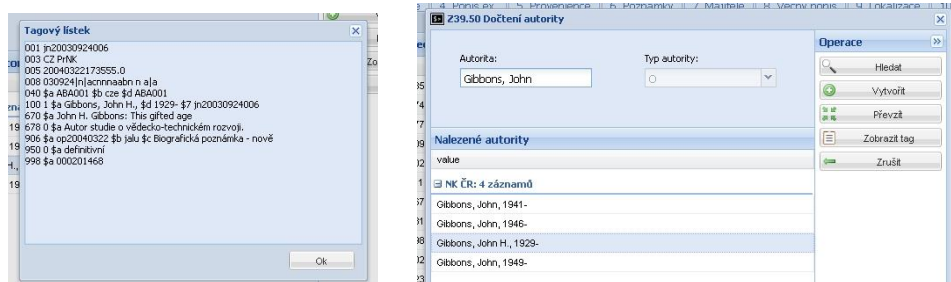 Tagový lístek
001 jn20030924006
003 CZ PrNK
005 20040322173555.0
008 030924|n|acnnnaabn n a|a
040 $a ABA001 $b cze $d ABA001
100 1 $a Gibbons, John H., $d 1929- $7 jn20030924006
670 $a John H. Gibbons: This gifted age
678 0 $a Autor studie o vědecko-technickém rozvoji.
906 $a op20040322 $b jalu $c Biografická poznámka - nově
950 0 $a definitivní
998 $a 000201468
Ok
4 Popis ex. 5 Provenience 6 Poznámky 7 Majitelé 8 Věcný popis 9 Lokalizace
Z39.50 Dočtení autority
Autorita:
Typ autority:
Gibbons, John
Nalezené autority
value
NK ČR: 4 záznamů
Gibbons, John, 1941-
Gibbons, John, 1946-
Gibbons, John H., 1929-
Gibbons, John, 1949-
Operace
Hledat
Vytvořit
Převzít
Zobrazit tag
Zrušit